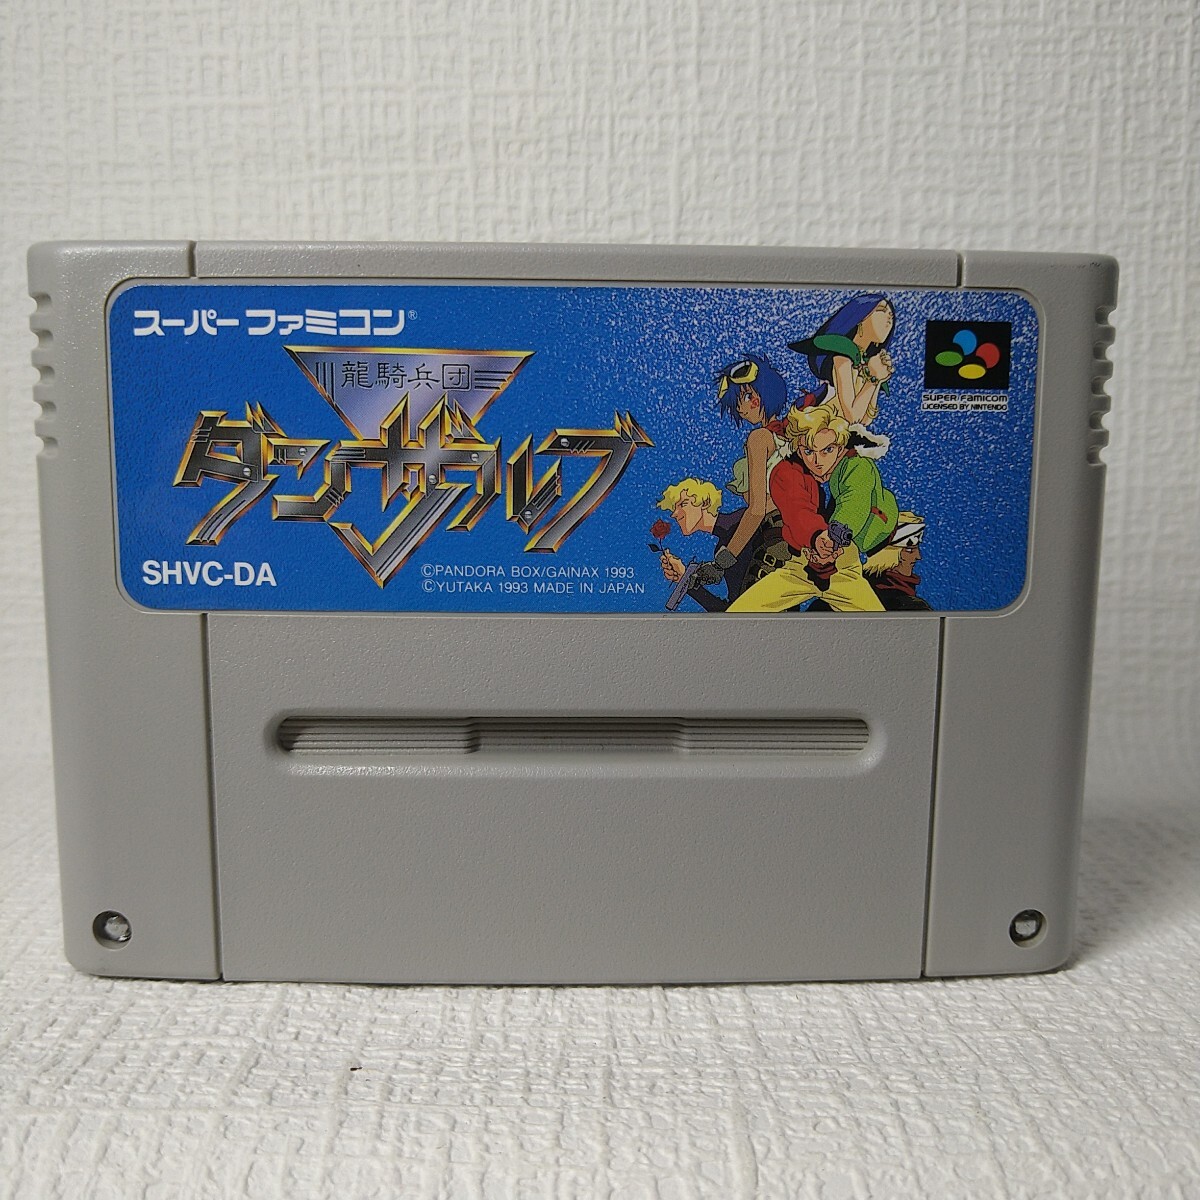 スーパーファミコン®
龍騎兵団
ダンザルブ
SUPER FAMICOM
LICENSED BY NINTENDO
SHVC-DA
©PANDORA BOX/GAINAX 1993
©YUTAKA 1993 MADE IN JAPAN